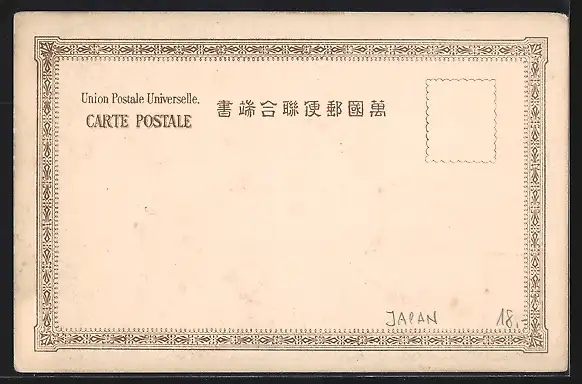 Union Postale Universelle.
CARTE POSTALE
書端合聯便郵國萬
JAPAN
18.-